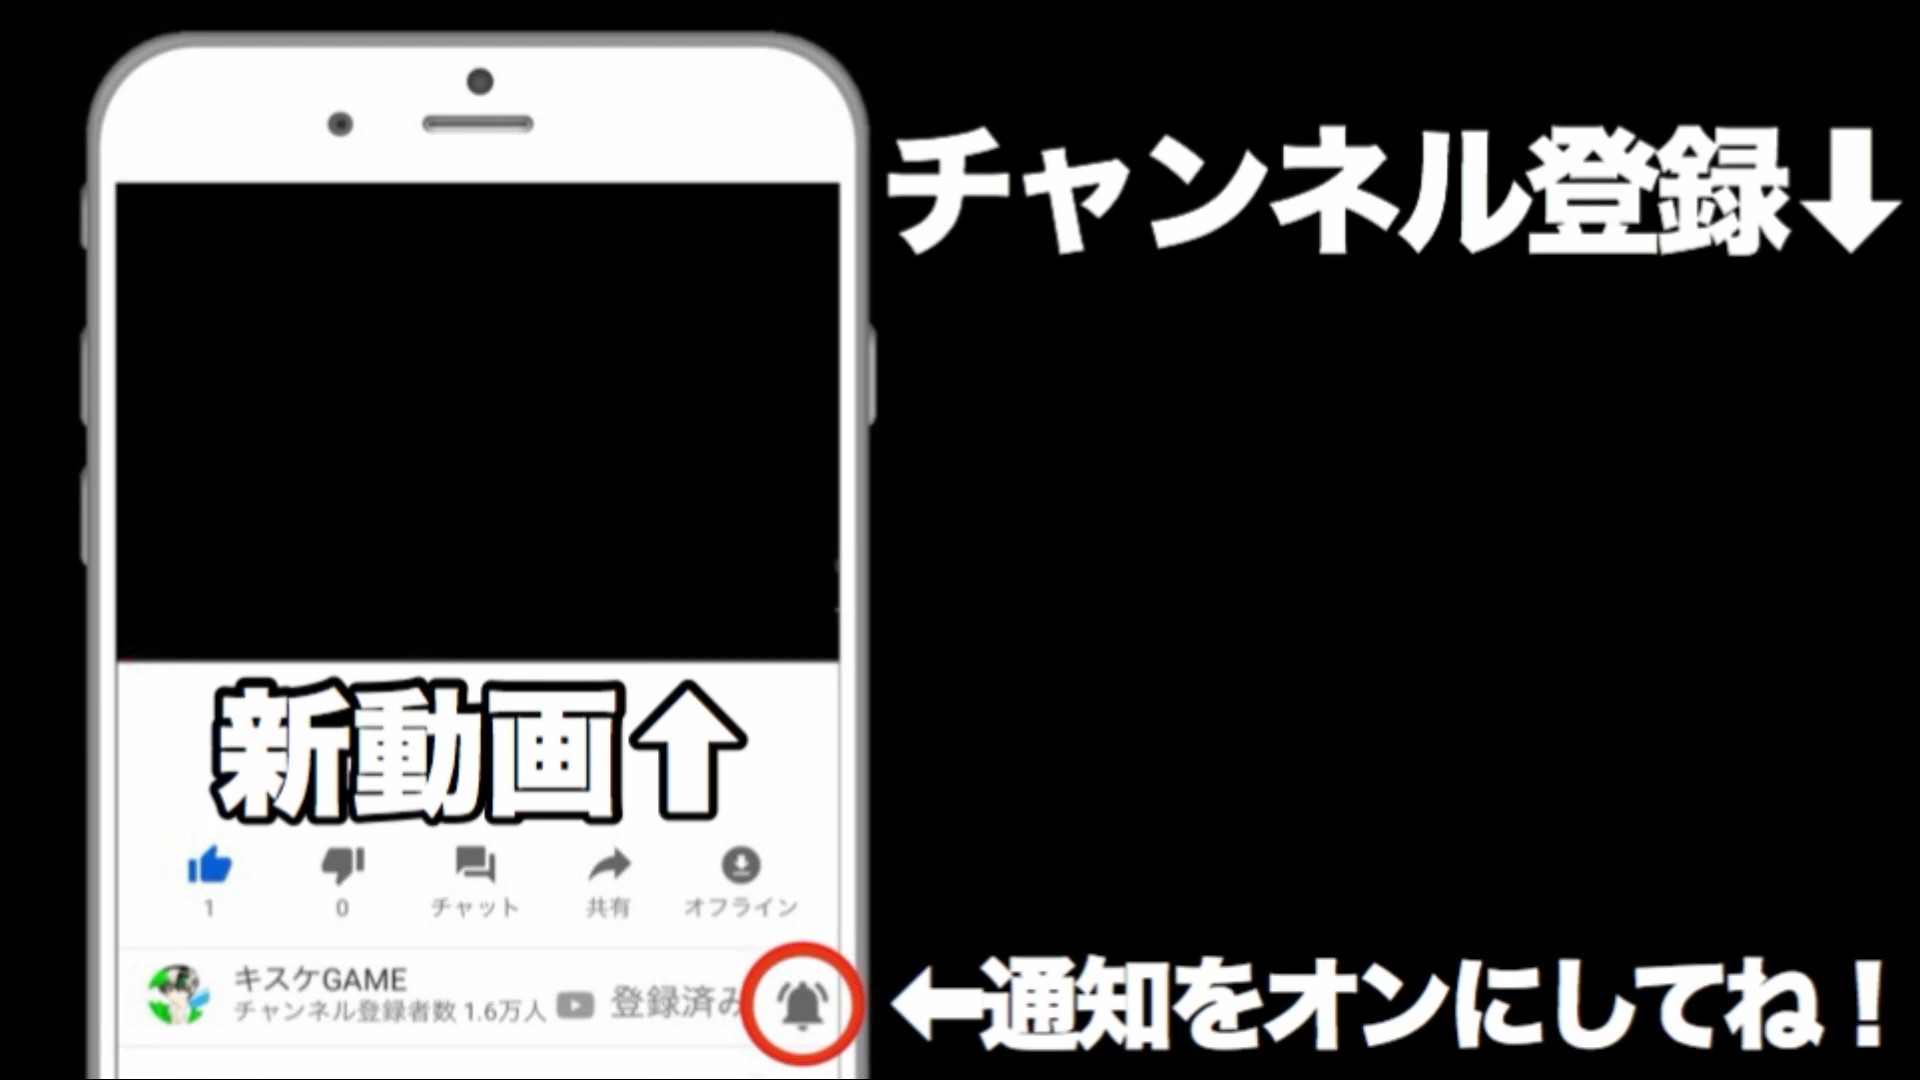 チャンネル登録⬇
新動画↑
1
0
チャット
共有
オフライン
キスケGAME
チャンネル登録者数 1.6万人
登録済み
⬅通知をオンにしてね！